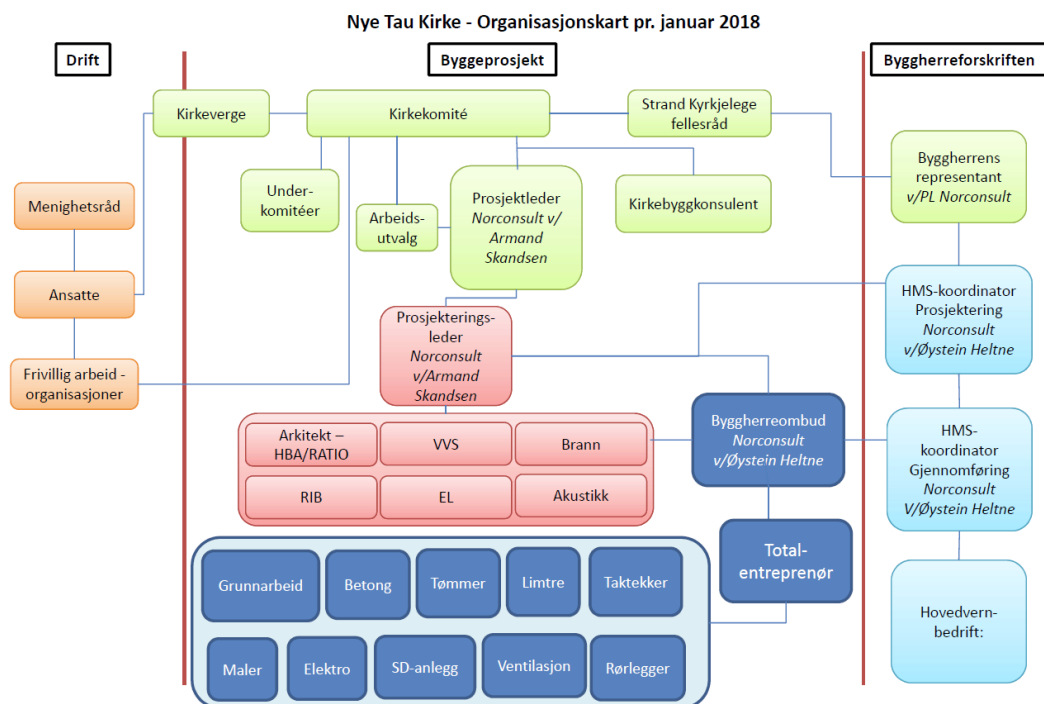 Nye Tau Kirke - Organisasjonskart pr. januar 2018
Drift
Byggeprosjekt
Byggherreforskriften
Kirkeverge
Kirkekomité
Strand Kyrkjelege
fellesråd
Menighetsråd
Ansatte
Frivillig arbeid -
organisasjoner
Under-
komitéer
Arbeids-
utvalg
Prosjektleder
Norconsult v/
Armand
Skandsen
Kirkebyggkonsulent
Byggherrens
representant
v/PL Norconsult
Prosjekterings-
leder
Norconsult
v/Armand
Skandsen
HMS-koordinator
Prosjektering
Norconsult
v/Øystein Heltne
Arkitekt –
HBA/RATIO
VVS
Brann
RIB
EL
Akustikk
Byggherreombud
Norconsult
v/Øystein Heltne
HMS-
koordinator
Gjennomføring
Norconsult
V/Øystein Heltne
Total-
entreprenør
Hovedvern-
bedrift:
Grunnarbeid
Betong
Tømmer
Limtre
Taktekker
Maler
Elektro
SD-anlegg
Ventilasjon
Rørlegger